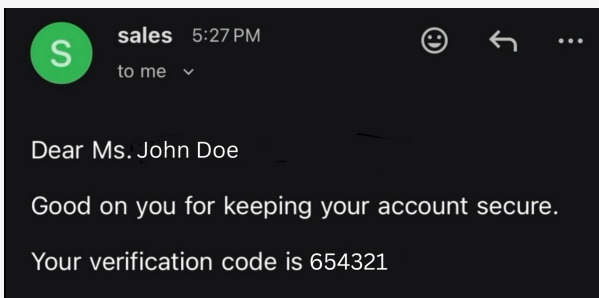 S
sales 5:27 PM
to me
Dear Ms. John Doe
Good on you for keeping your account secure.
Your verification code is 654321